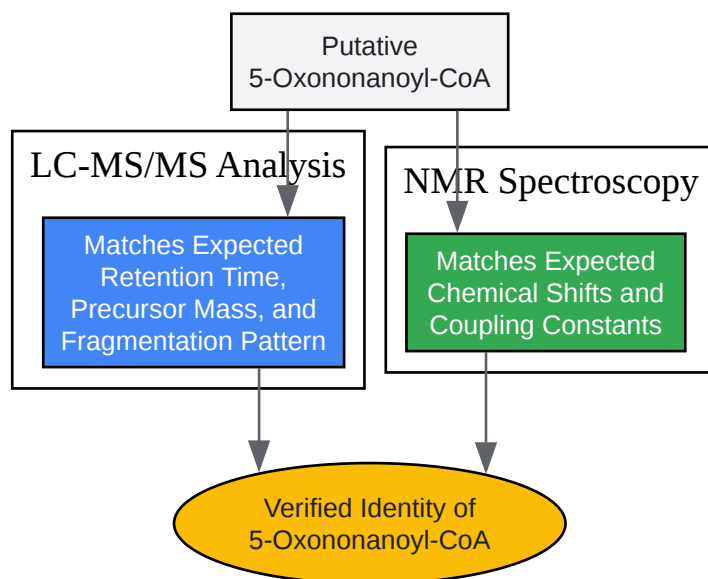 Putative
5-Oxononanoyl-CoA
LC-MS/MS Analysis
Matches Expected
Retention Time,
Precursor Mass, and
Fragmentation Pattern
NMR Spectroscopy
Matches Expected
Chemical Shifts and
Coupling Constants
Verified Identity of
5-Oxononanoyl-CoA